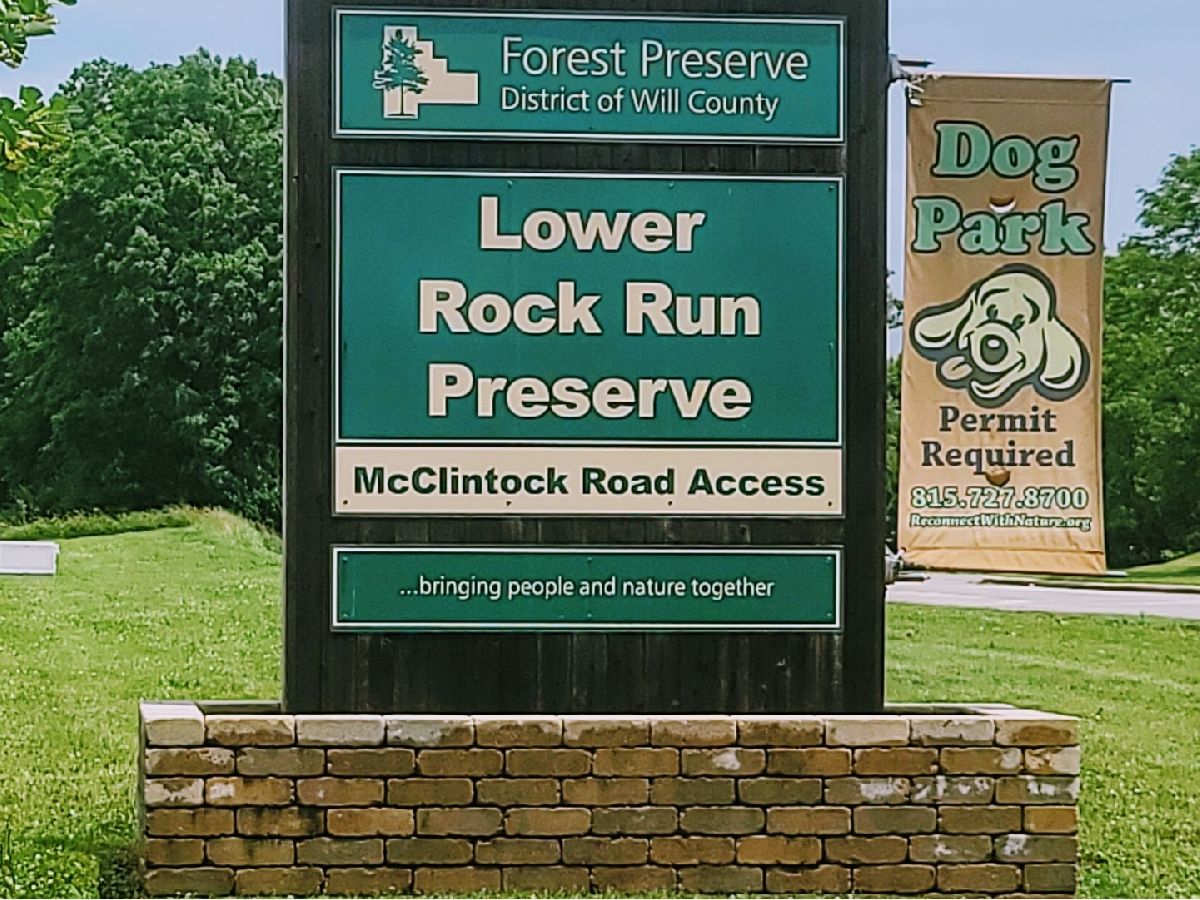 Forest Preserve
District of Will County
Lower
Rock Run
Preserve
McClintock Road Access
...bringing people and nature together
Dog
Park
Permit
Required
815.727.8700
ReconnectWithNature.org